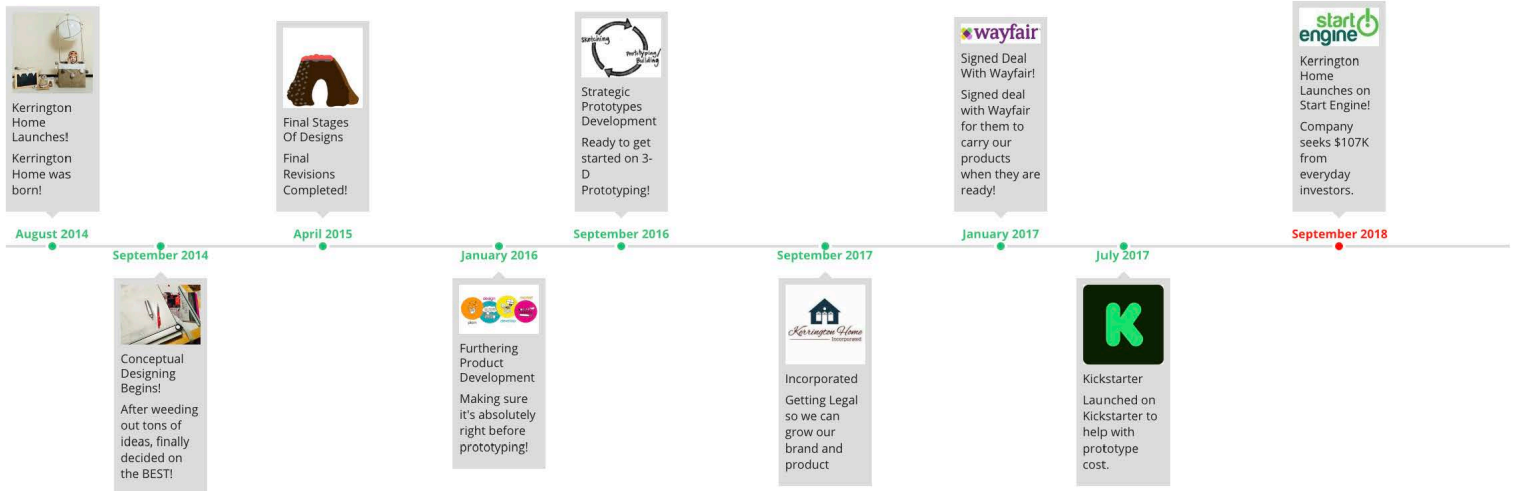 Kerrington
Home
Launches!
Kerrington
Home was
born!
August 2014
September 2014
Conceptual
Designing
Begins!
After weeding
out tons of
ideas, finally
decided on
the BEST!
Final Stages
Of Designs
Final
Revisions
Completed!
April 2015
January 2016
Furthering
Product
Development
Making sure
it's absolutely
right before
prototyping!
sketching
Prototyping/
Building
Strategic
Prototypes
Development
Ready to get
started on 3-
D
Prototyping!
September 2016
September 2017
Kerrington Home
Incorporated
Incorporated
Getting Legal
so we can
grow our
brand and
product
wayfair
Signed Deal
With Wayfair!
Signed deal
with Wayfair
for them to
carry our
products
when they are
ready!
January 2017
July 2017
K
Kickstarter
Launched on
Kickstarter to
help with
prototype
cost.
start
engine
Kerrington
Home
Launches on
Start Engine!
Company
seeks $107K
from
everyday
investors.
September 2018